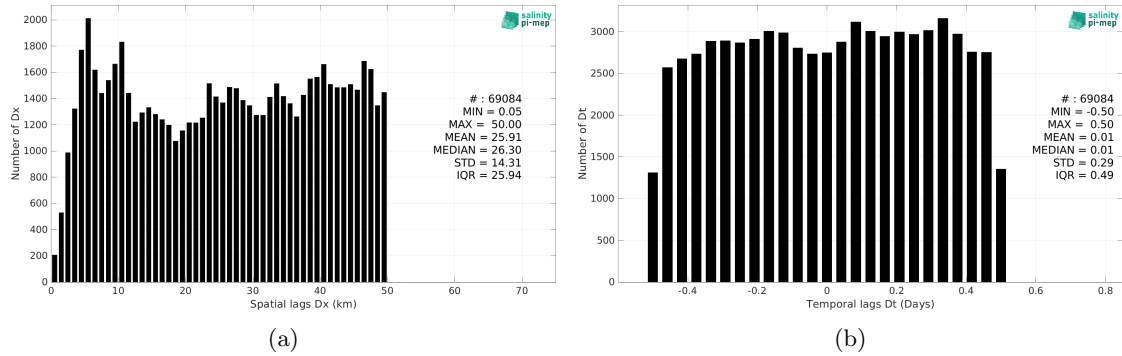 2000
1800
1600
1400
1200
1000
800
600
400
200
0
Number of Dx
0 10 20 30 40 50 60 70
Spatial lags Dx (km)
salinity
pi-mep
# : 69084
MIN = 0.05
MAX = 50.00
MEAN = 25.91
MEDIAN = 26.30
STD = 14.31
IQR = 25.94
(a)
3000
2500
2000
1500
1000
500
0
Number of Dt
-0.4 -0.2 0 0.2 0.4 0.6 0.8
Temporal lags Dt (Days)
salinity
pi-mep
# : 69084
MIN = -0.50
MAX = 0.50
MEAN = 0.01
MEDIAN = 0.01
STD = 0.29
IQR = 0.49
(b)